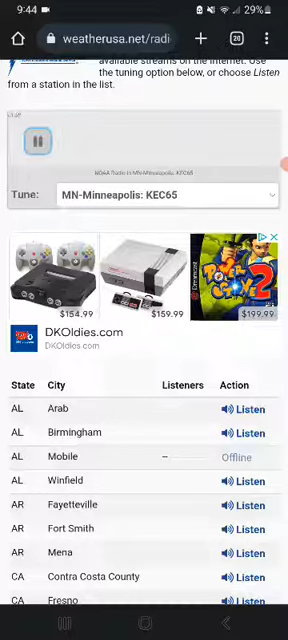 9:44
29%
weatherusa.net/radi
20
available streams on the Internet. Use
the tuning option below, or choose Listen
from a station in the list.
NOAA Radio in MN-Minneapolis: KEC65
Tune: MN-Minneapolis: KEC65
$154.99
$159.99
$199.99
Dreamcast
DKOldies.com
DKOldies.com
State City Listeners Action
AL Arab Listen
AL Birmingham Listen
AL Mobile -- Offline
AL Winfield Listen
AR Fayetteville Listen
AR Fort Smith Listen
AR Mena Listen
CA Contra Costa County Listen
CA Fresno Listen